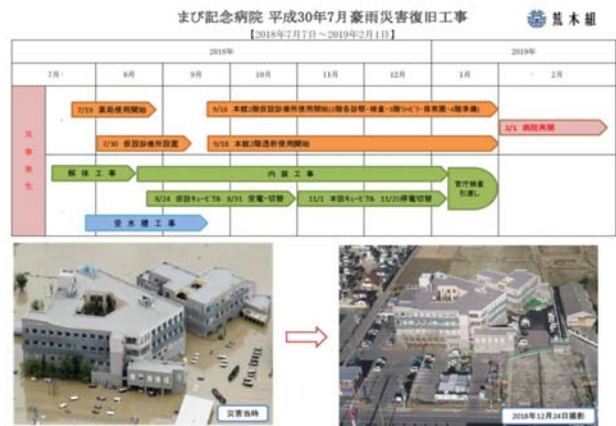 まび記念病院 平成30年7月豪雨災害復旧工事
荒木組
【2018年7月7日～2019年2月1日】
2018年
2019年
7月
8月
9月
10月
11月
12月
1月
2月
災害発生
7/19 薬局使用開始
9/18 本館2階仮設診療所使用開始(2階各診察・検査・3階リハビリ・保育園・4階準備)
2/1 病院再開
7/30 仮設診療所設置
9/18 本館2階透析使用開始
解体工事
内装工事
官庁検査
引渡し
8/24 仮設キュービクル 8/31 受電・切替
11/1 本設キュービクル 11/25停電切替
受水槽工事
災害当時
2018年12月24日撮影